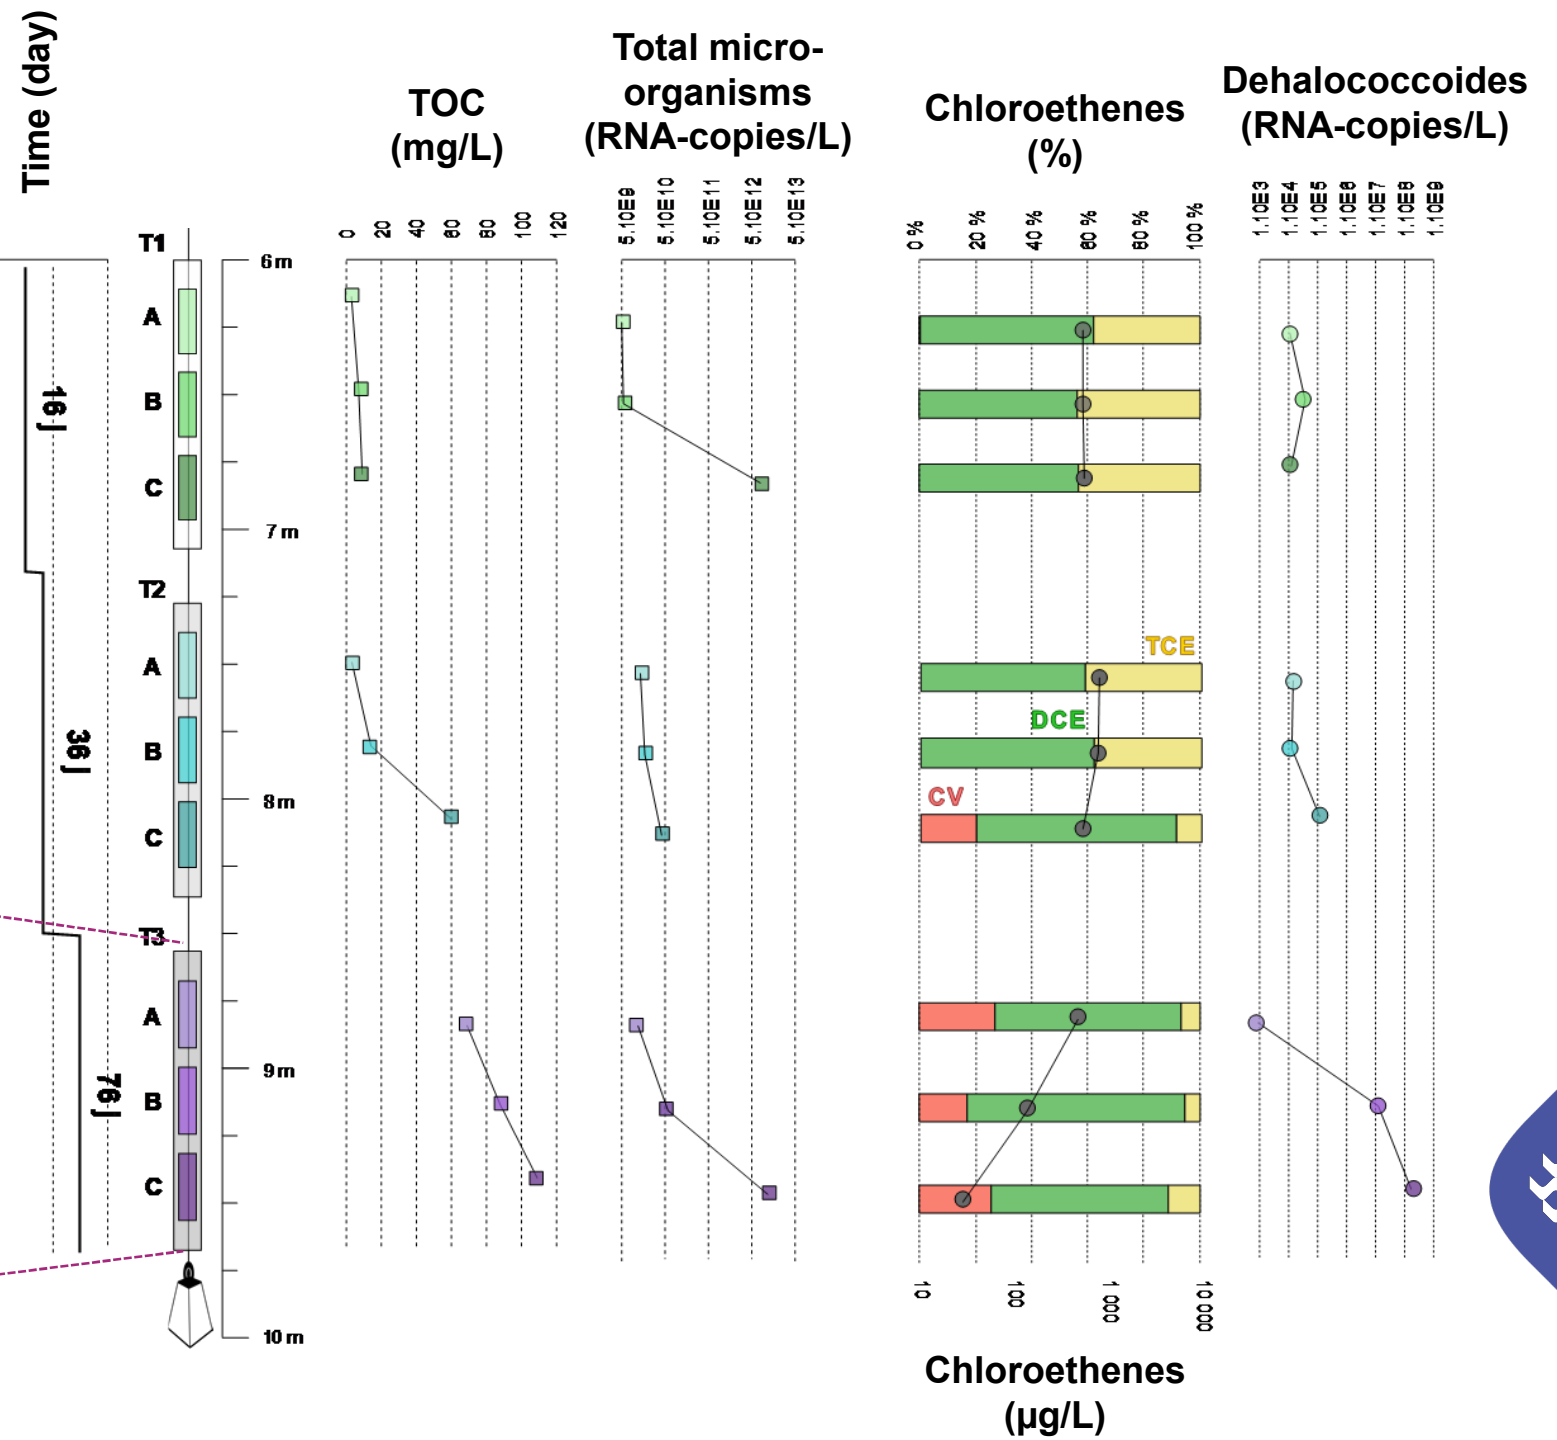 Time (day)
TOC
(mg/L)
Total micro-
organisms
(RNA-copies/L)
Chloroethenes
(%)
Dehalococcoides
(RNA-copies/L)
0
20
40
60
80
100
120
5.10E9
5.10E10
5.10E11
5.10E12
5.10E13
0 %
20 %
40 %
60 %
80 %
100 %
1.10E3
1.10E4
1.10E5
1.10E6
1.10E7
1.10E8
1.10E9
T1
A
B
C
16 j
6 m
7 m
T2
A
B
C
36 j
8 m
TCE
DCE
CV
T3
A
B
C
76 j
9 m
10 m
10
100
1 000
10 000
Chloroethenes
(µg/L)